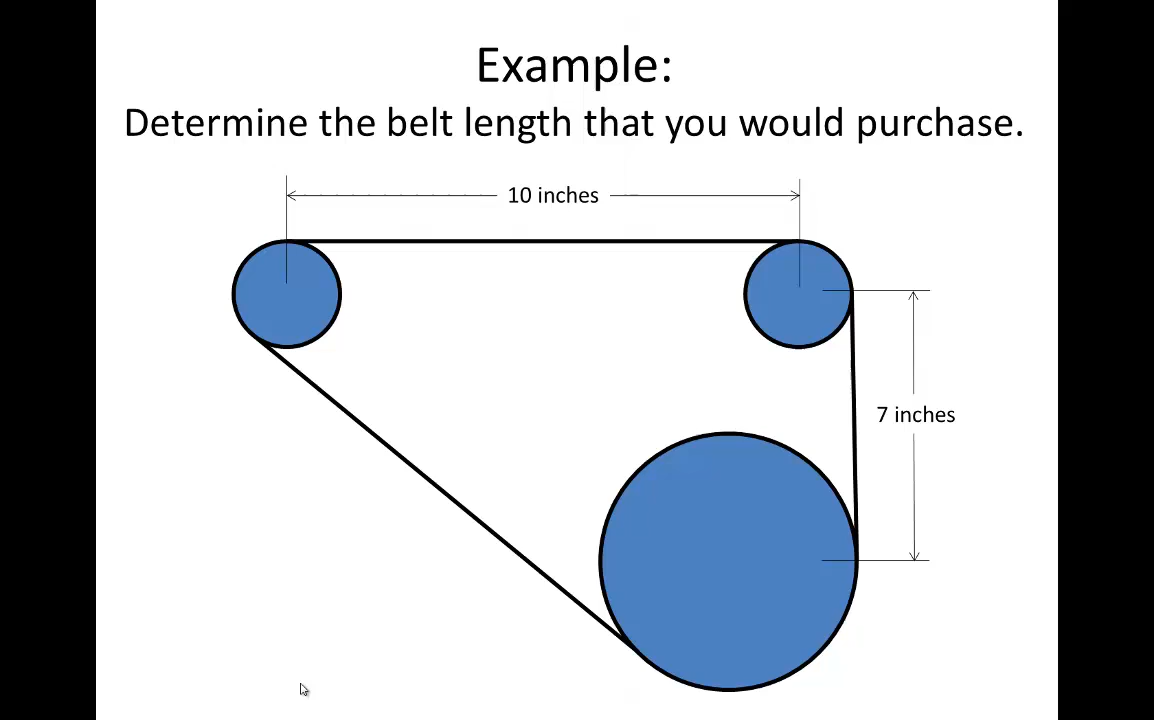 Example:
Determine the belt length that you would purchase.
10 inches
7 inches